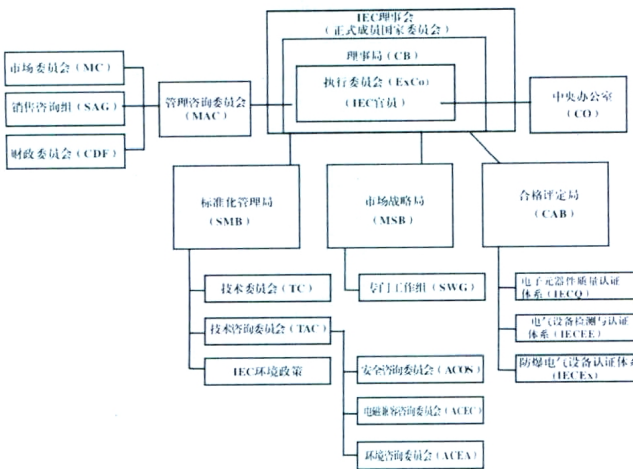 IEC理事会
(正式成员国家委员会)
理事局(CB)
执行委员会(ExCo)
(IEC官员)
市场委员会(MC)
销售咨询组(SAG)
财政委员会(CDF)
管理咨询委员会
(MAC)
中央办公室
(CO)
标准化管理局
(SMB)
市场战略局
(MSB)
合格评定局
(CAB)
技术委员会(TC)
技术咨询委员会(TAC)
IEC环境政策
专门工作组(SWG)
安全咨询委员会(ACOS)
电磁兼容咨询委员会(ACEC)
环境咨询委员会(ACEA)
电子元器件质量认证
体系(IECQ)
电气设备检测与认证
体系(IECEE)
防爆电气设备认证体系
(IECEx)